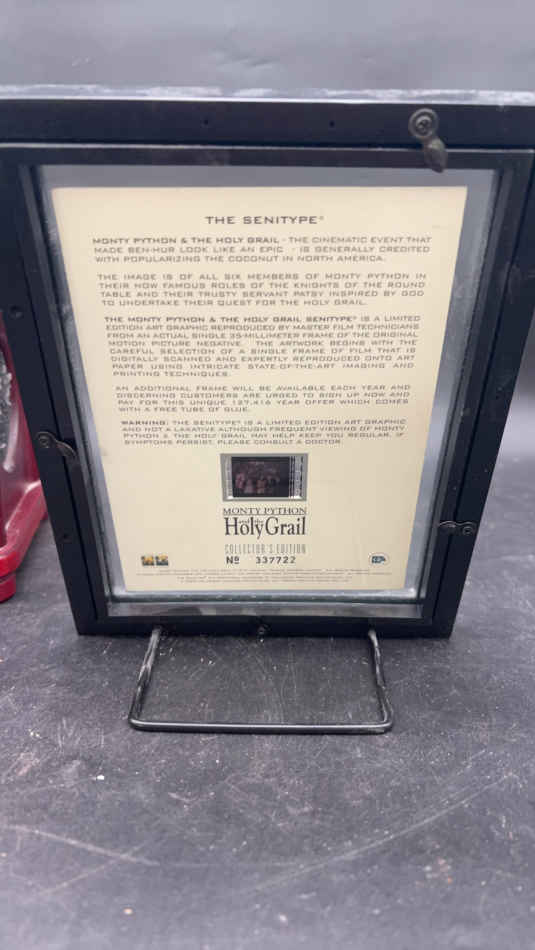 THE SENITYPE®
MONTY PYTHON & THE HOLY GRAIL - THE CINEMATIC EVENT THAT
MADE BEN-HUR LOOK LIKE AN EPIC - IS GENERALLY CREDITED
WITH POPULARIZING THE COCONUT IN NORTH AMERICA.
THE IMAGE IS OF ALL SIX MEMBERS OF MONTY PYTHON IN
THEIR NOW FAMOUS ROLES OF THE KNIGHTS OF THE ROUND
TABLE AND THEIR TRUSTY SERVANT PATSY INSPIRED BY GOD
TO UNDERTAKE THEIR QUEST FOR THE HOLY GRAIL.
THE MONTY PYTHON & THE HOLY GRAIL SENITYPE® IS A LIMITED
EDITION ART GRAPHIC REPRODUCED BY MASTER FILM TECHNICIANS
FROM AN ACTUAL SINGLE 35-MILLIMETER FRAME OF THE ORIGINAL
MOTION PICTURE NEGATIVE. THE ARTWORK BEGINS WITH THE
CAREFUL SELECTION OF A SINGLE FRAME OF FILM THAT IS
DIGITALLY SCANNED AND EXPERTLY REPRODUCED ONTO ART
PAPER USING INTRICATE STATE-OF-THE-ART IMAGING AND
PRINTING TECHNIQUES.
AN ADDITIONAL FRAME WILL BE AVAILABLE EACH YEAR AND
DISCERNING CUSTOMERS ARE URGED TO SIGN UP NOW AND
PAY FOR THIS UNIQUE 127,416 YEAR OFFER WHICH COMES
WITH A FREE TUBE OF GLUE.
WARNING: THE SENITYPE® IS A LIMITED EDITION ART GRAPHIC
AND NOT A LAXATIVE ALTHOUGH FREQUENT VIEWING OF MONTY
PYTHON & THE HOLY GRAIL MAY HELP KEEP YOU REGULAR. IF
SYMPTOMS PERSIST, PLEASE CONSULT A DOCTOR.
MONTY PYTHON
and the
Holy Grail
COLLECTOR'S EDITION
Nº 337722